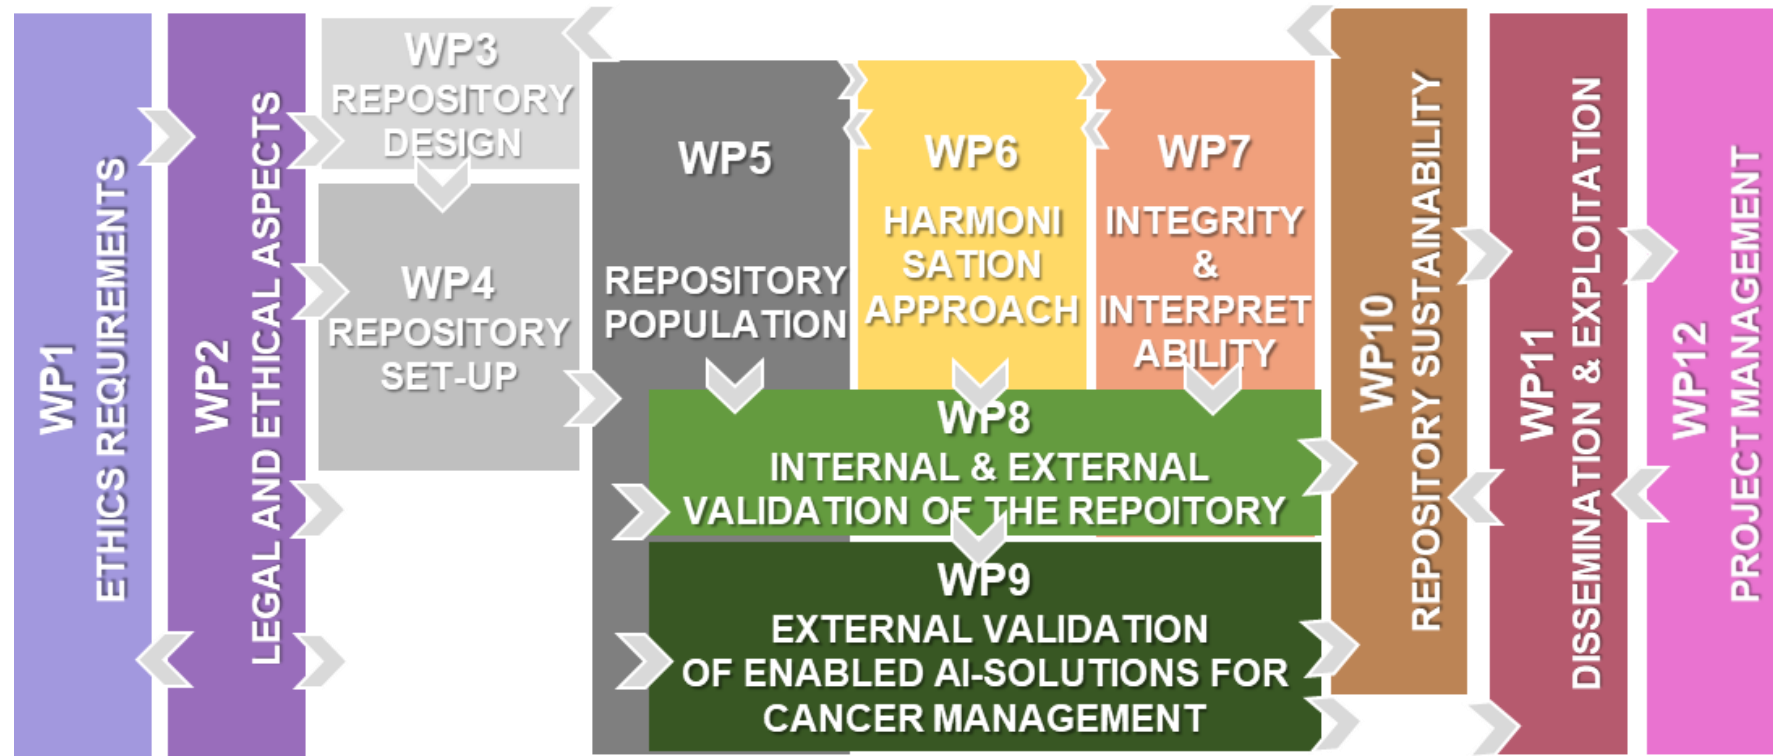 WP1
ETHICS REQUIREMENTS
WP2
LEGAL AND ETHICAL ASPECTS
WP3
REPOSITORY
DESIGN
WP4
REPOSITORY
SET-UP
WP5
REPOSITORY
POPULATION
WP6
HARMONI
SATION
APPROACH
WP7
INTEGRITY
&
INTERPRET
ABILITY
WP8
INTERNAL & EXTERNAL
VALIDATION OF THE REPOITORY
WP9
EXTERNAL VALIDATION
OF ENABLED AI-SOLUTIONS FOR
CANCER MANAGEMENT
WP10
REPOSITORY SUSTAINABILITY
WP11
DISSEMINATION & EXPLOITATION
WP12
PROJECT MANAGEMENT